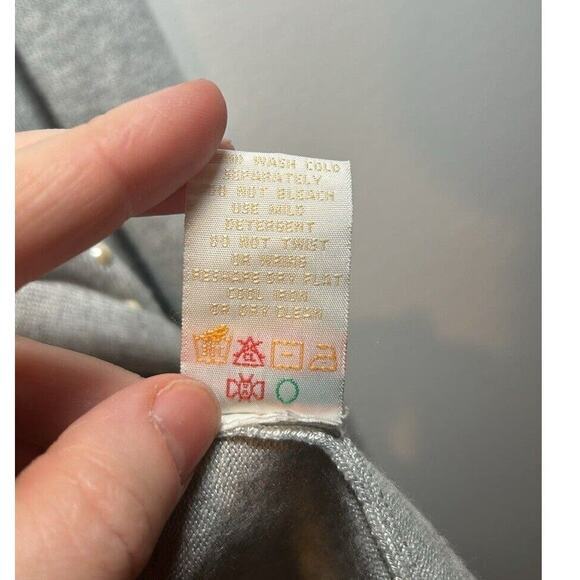 WASH COLD
SEPARATELY
DO NOT BLEACH
USE MILD
DETERGENT
DO NOT TWIST
OR WRING
RESHAPE DRY FLAT
COOL IRON
OR DRY CLEAN